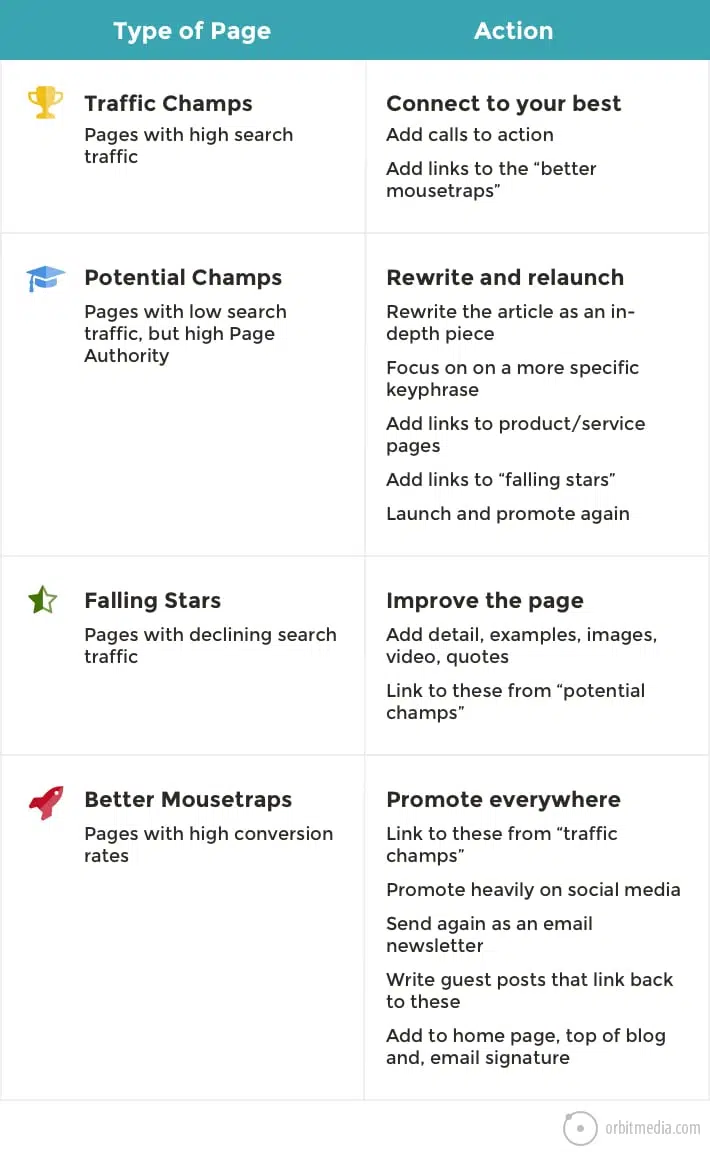 Type of Page
Action
Traffic Champs
Pages with high search
traffic
Connect to your best
Add calls to action
Add links to the “better
mousetraps”
Potential Champs
Pages with low search
traffic, but high Page
Authority
Rewrite and relaunch
Rewrite the article as an in-
depth piece
Focus on on a more specific
keyphrase
Add links to product/service
pages
Add links to “falling stars”
Launch and promote again
Falling Stars
Pages with declining search
traffic
Improve the page
Add detail, examples, images,
video, quotes
Link to these from “potential
champs”
Better Mousetraps
Pages with high conversion
rates
Promote everywhere
Link to these from “traffic
champs”
Promote heavily on social media
Send again as an email
newsletter
Write guest posts that link back
to these
Add to home page, top of blog
and, email signature
orbitmedia.com